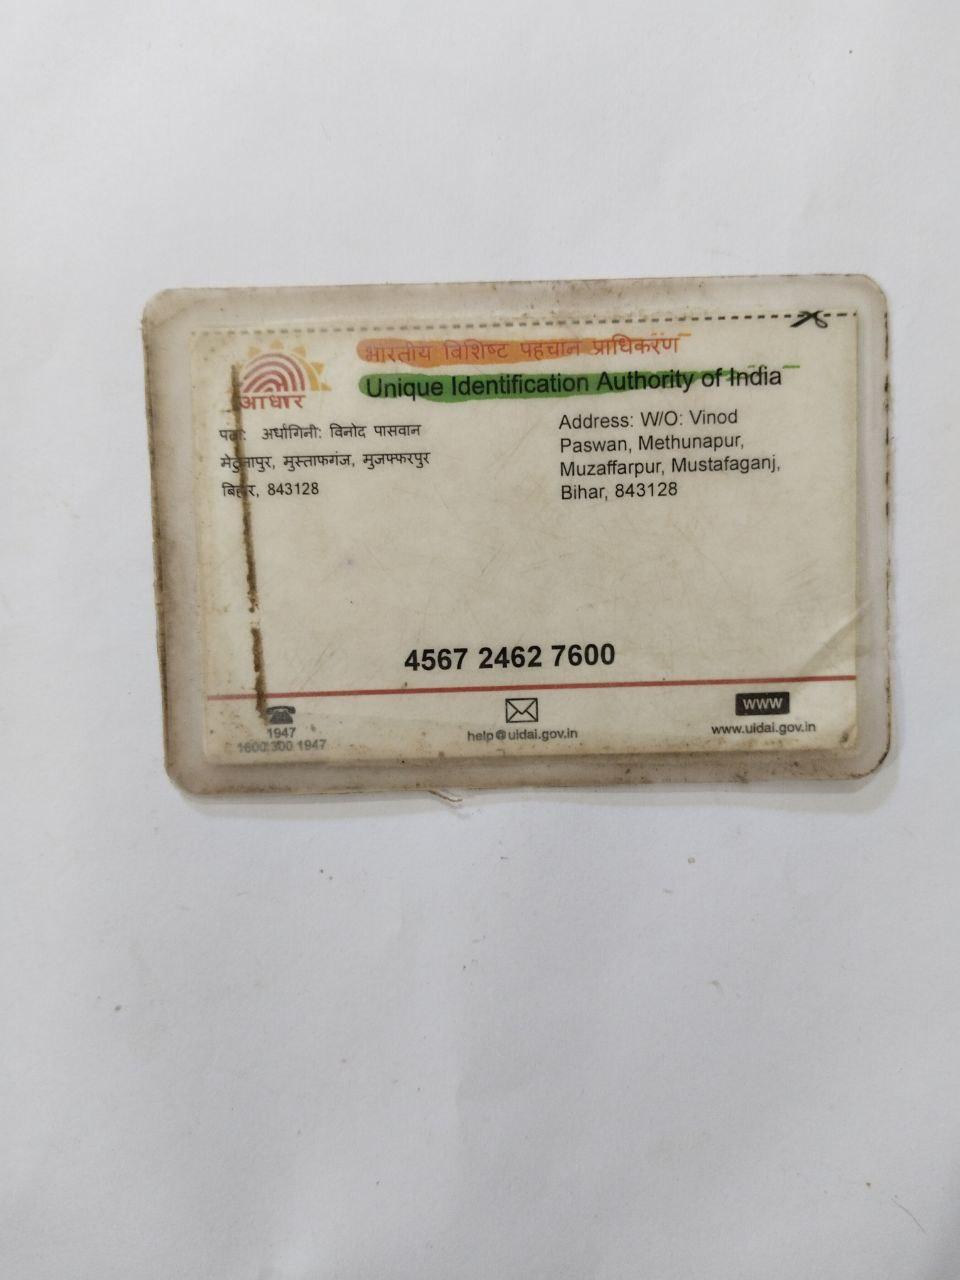 भारतीय विशिष्ट पहचान प्राधिकरण
Unique Identification Authority of India
आधार
पता: अर्धांगिनी: विनोद पासवान
मेथुनापुर, मुस्ताफगंज, मुजफ्फरपुर
बिहार, 843128
Address: W/O: Vinod
Paswan, Methunapur,
Muzaffarpur, Mustafaganj,
Bihar, 843128
4567 2462 7600
1947
1800 300 1947
help@uidai.gov.in
WWW
www.uidai.gov.in